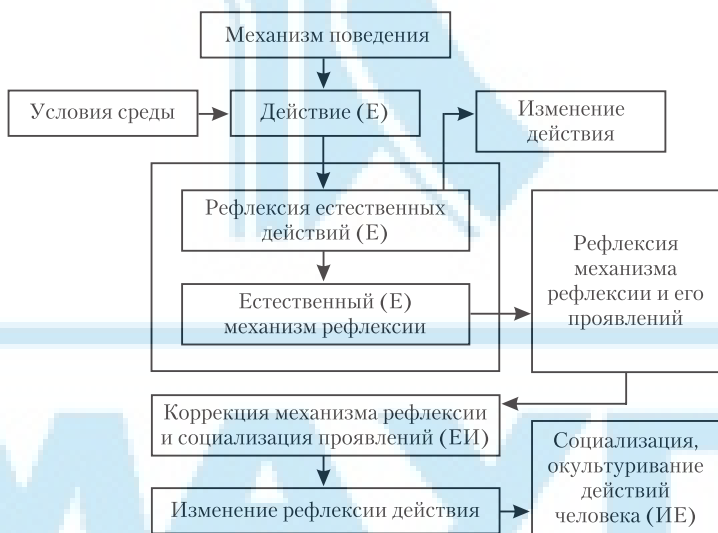 Механизм поведения
Условия среды
Действие (Е)
Изменение
действия
Рефлексия естественных
действий (Е)
Естественный (Е)
механизм рефлексии
Рефлексия
механизма
рефлексии и его
проявлений
Коррекция механизма рефлексии
и социализация проявлений (ЕИ)
Изменение рефлексии действия
Социализация,
окультуривание
действий
человека (ИЕ)